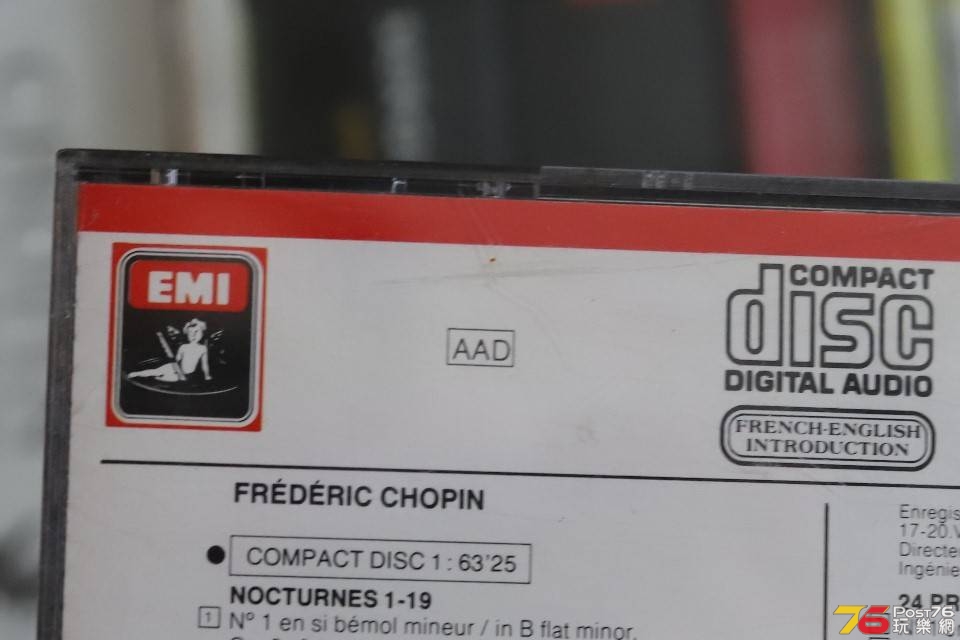 EMI
AAD
COMPACT
disc
DIGITAL AUDIO
FRENCH-ENGLISH
INTRODUCTION
FRÉDÉRIC CHOPIN
COMPACT DISC 1 : 63'25
NOCTURNES 1-19
1 Nº 1 en si bémol mineur / in B flat minor.
Enregis
17-20.V
Directe
Ingénie
24 PR
76 Post76
玩樂網